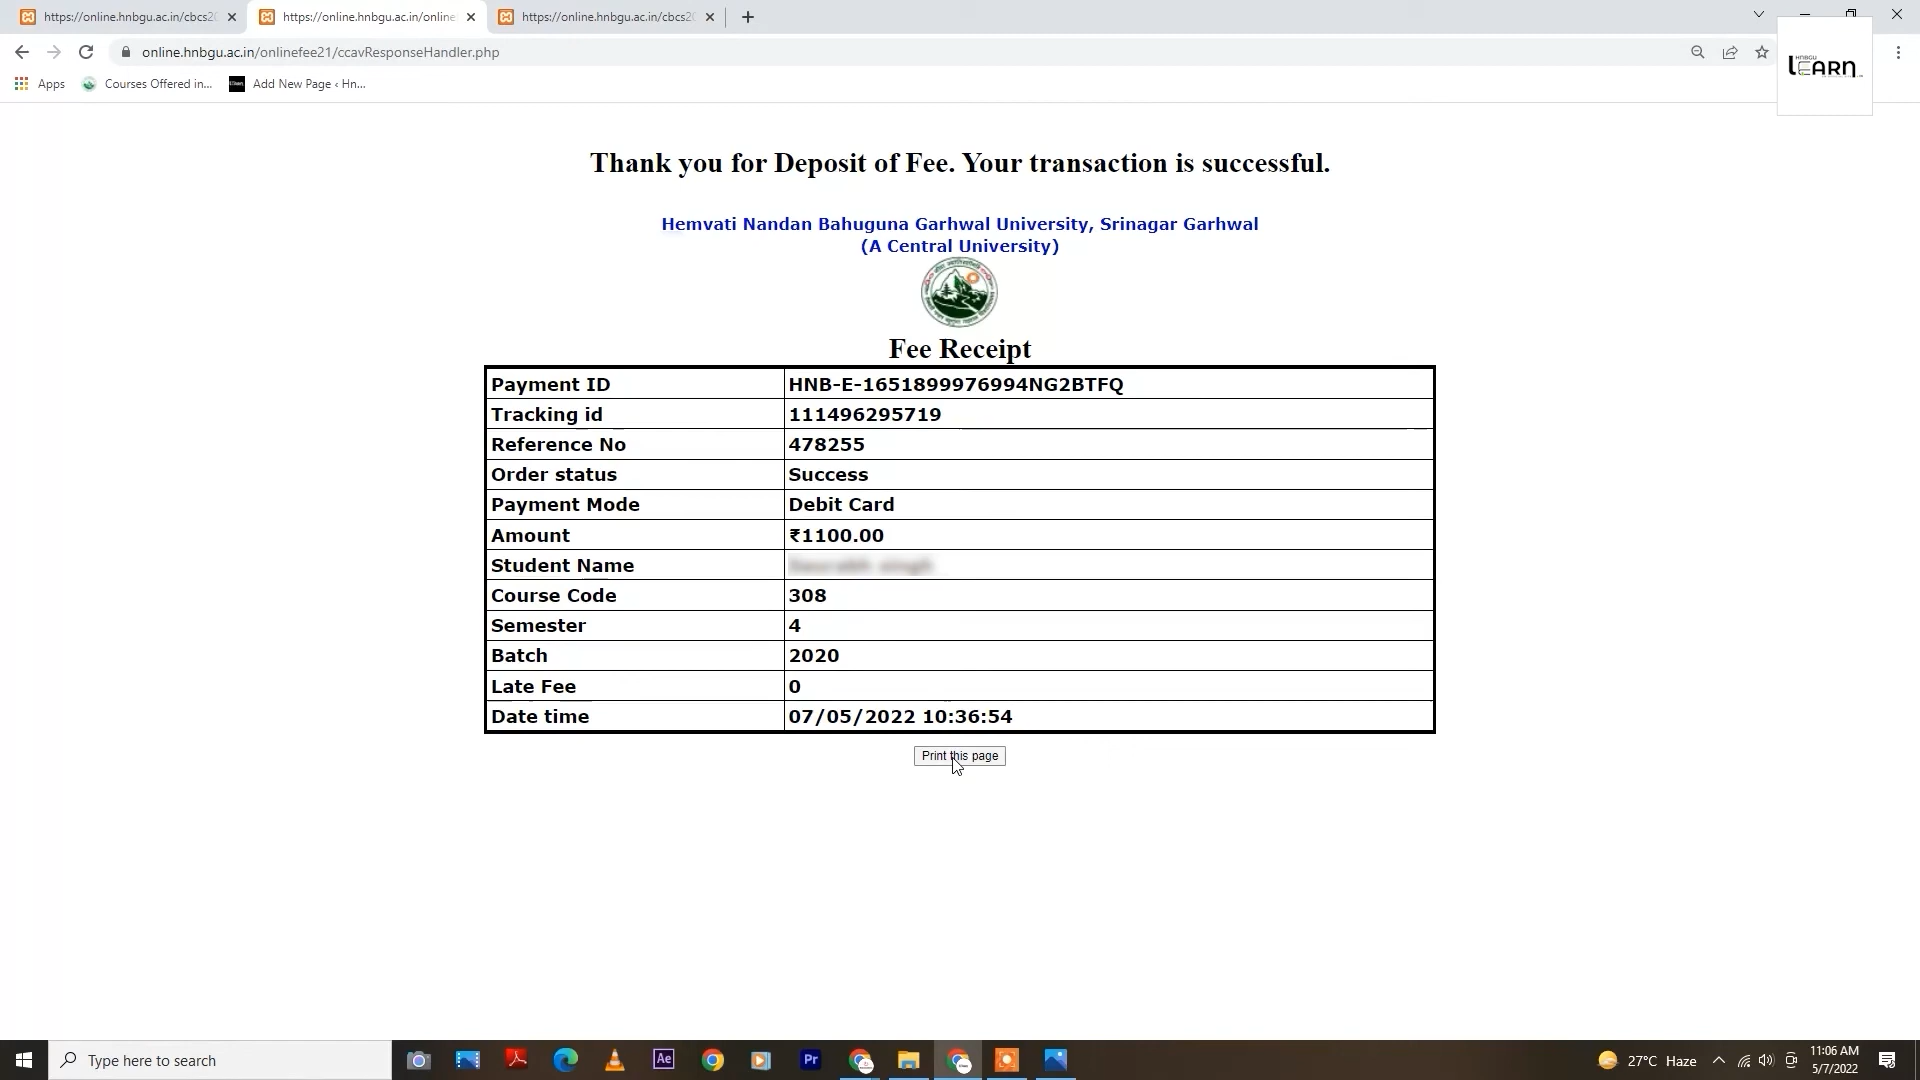 https://online.hnbgu.ac.in/cbcs20
https://online.hnbgu.ac.in/online
https://online.hnbgu.ac.in/cbcs20
online.hnbgu.ac.in/onlinefee21/ccavResponseHandler.php
Apps
Courses Offered in...
Add New Page ‹ Hn...
HNBGU
LEARN
Thank you for Deposit of Fee. Your transaction is successful.
Hemvati Nandan Bahuguna Garhwal University, Srinagar Garhwal
(A Central University)
Fee Receipt
Payment ID HNB-E-1651899976994NG2BTFQ
Tracking id 111496295719
Reference No 478255
Order status Success
Payment Mode Debit Card
Amount ₹1100.00
Student Name
Course Code 308
Semester 4
Batch 2020
Late Fee 0
Date time 07/05/2022 10:36:54
Print this page
Type here to search
Ae
Pr
27°C Haze
11:06 AM
5/7/2022